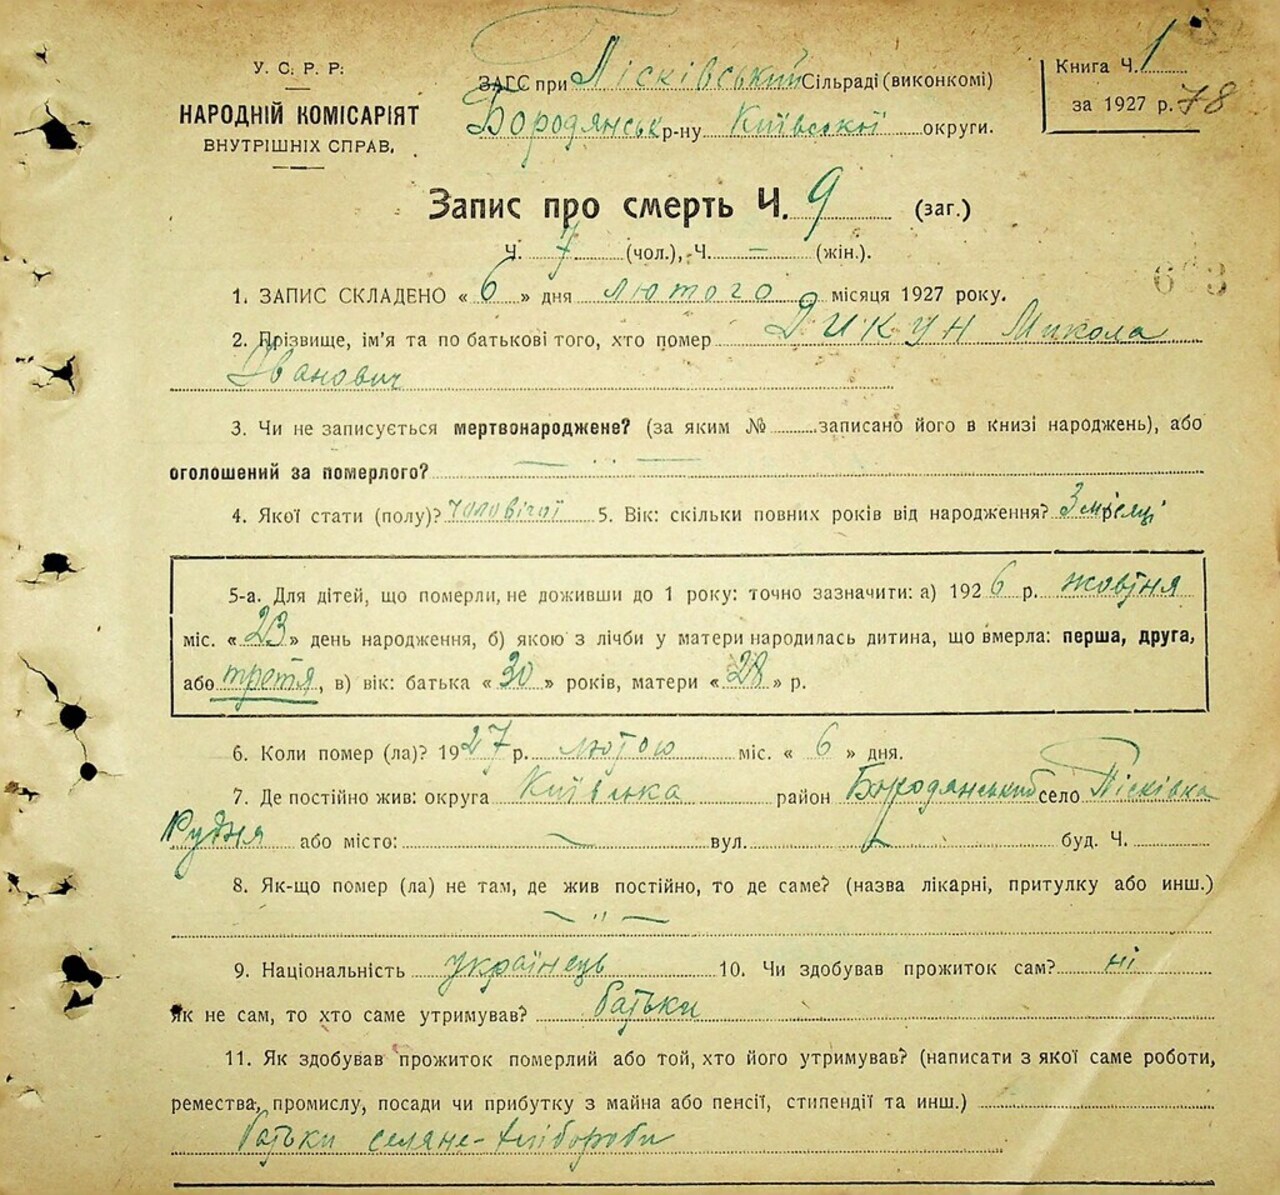 У. С. Р. Р.
НАРОДНІЙ КОМІСАРІЯТ
ВНУТРІШНІХ СПРАВ.
ЗАГС при Пісківський Сільраді (виконкомі)
Бородянськ р-ну Київської округи.
Книга Ч. 1
за 1927 р. 78
Запис про смерть Ч. 9 (заг.)
Ч. 7 (чол.), Ч. — (жін.).
603
1. ЗАПИС СКЛАДЕНО « 6 » дня лютого місяця 1927 року.
2. Прізвище, ім'я та по батькові того, хто помер Дикун Микола
Іванович
3. Чи не записується мертвонароджене? (за яким № записано його в книзі народжень), або
оголошений за померлого? — „ —
4. Якої стати (полу)? чоловічої 5. Вік: скільки повних років від народження? 3 місяці
5-а. Для дітей, що померли, не доживши до 1 року: точно зазначити: а) 1926 р. жовтня
міс. « 23 » день народження, б) якою з лічби у матери народилась дитина, що вмерла: перша, друга,
або третя, в) вік: батька « 30 » років, матери « 28 » р.
6. Коли помер (ла)? 1927 р. лютою міс. « 6 » дня.
7. Де постійно жив: округа Київська район Бородянський село Пісківка
Рудня або місто: — вул. — буд. Ч.
8. Як-що помер (ла) не там, де жив постійно, то де саме? (назва лікарні, притулку або инш.)
— „ —
9. Національність українець 10. Чи здобував прожиток сам? ні
Як не сам, то хто саме утримував? батьки
11. Як здобував прожиток померлий або той, хто його утримував? (написати з якої саме роботи,
ремества, промислу, посади чи прибутку з майна або пенсії, стипендії та инш.)
батьки селяне-хлібороби